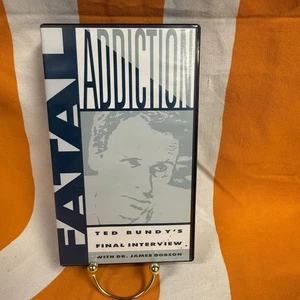 FATAL
ADDICTION
TED BUNDY'S
FINAL INTERVIEW
WITH DR. JAMES DOBSON